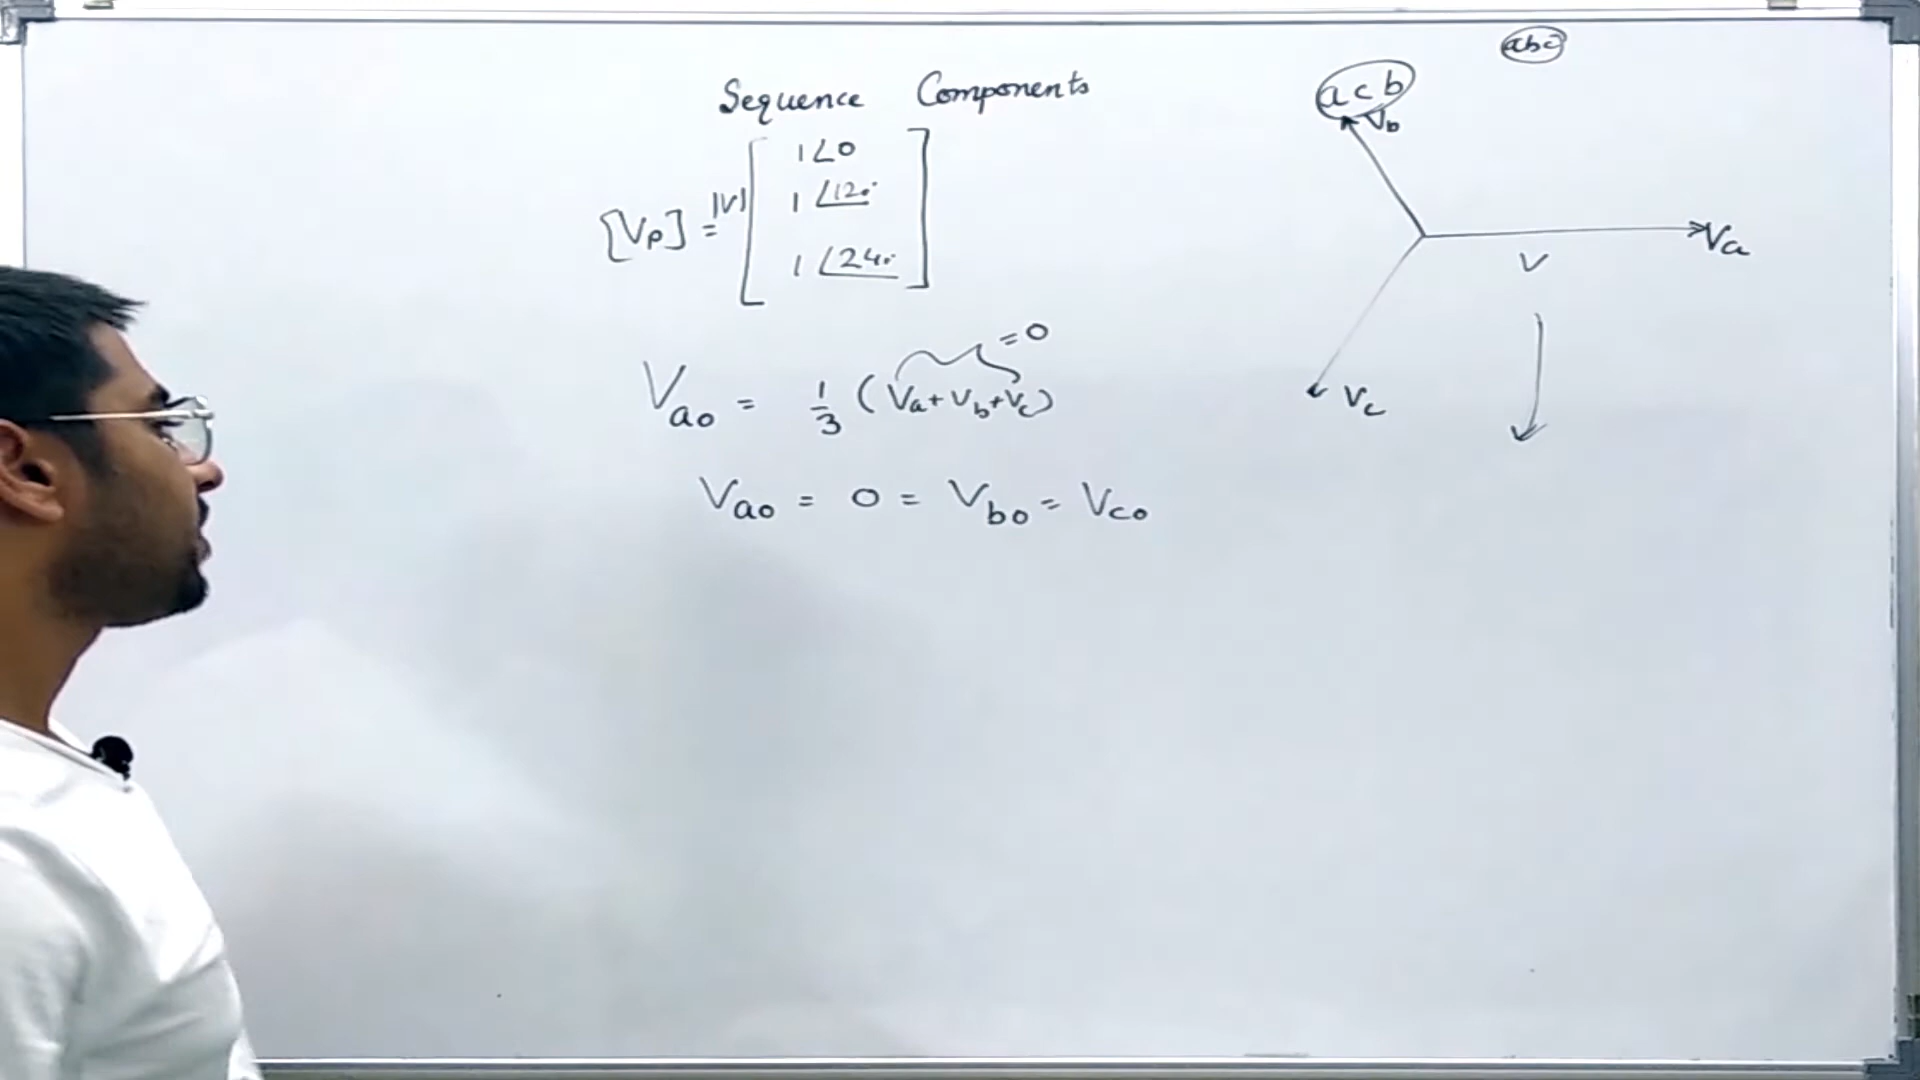 abc
Sequence Components
acb
Vb
1∠0
[Vp] = |V| 1∠120°
1∠240°
Va
V
= 0
Vao = 1/3 (Va+Vb+Vc)
Vc
Vao = 0 = Vbo = Vco